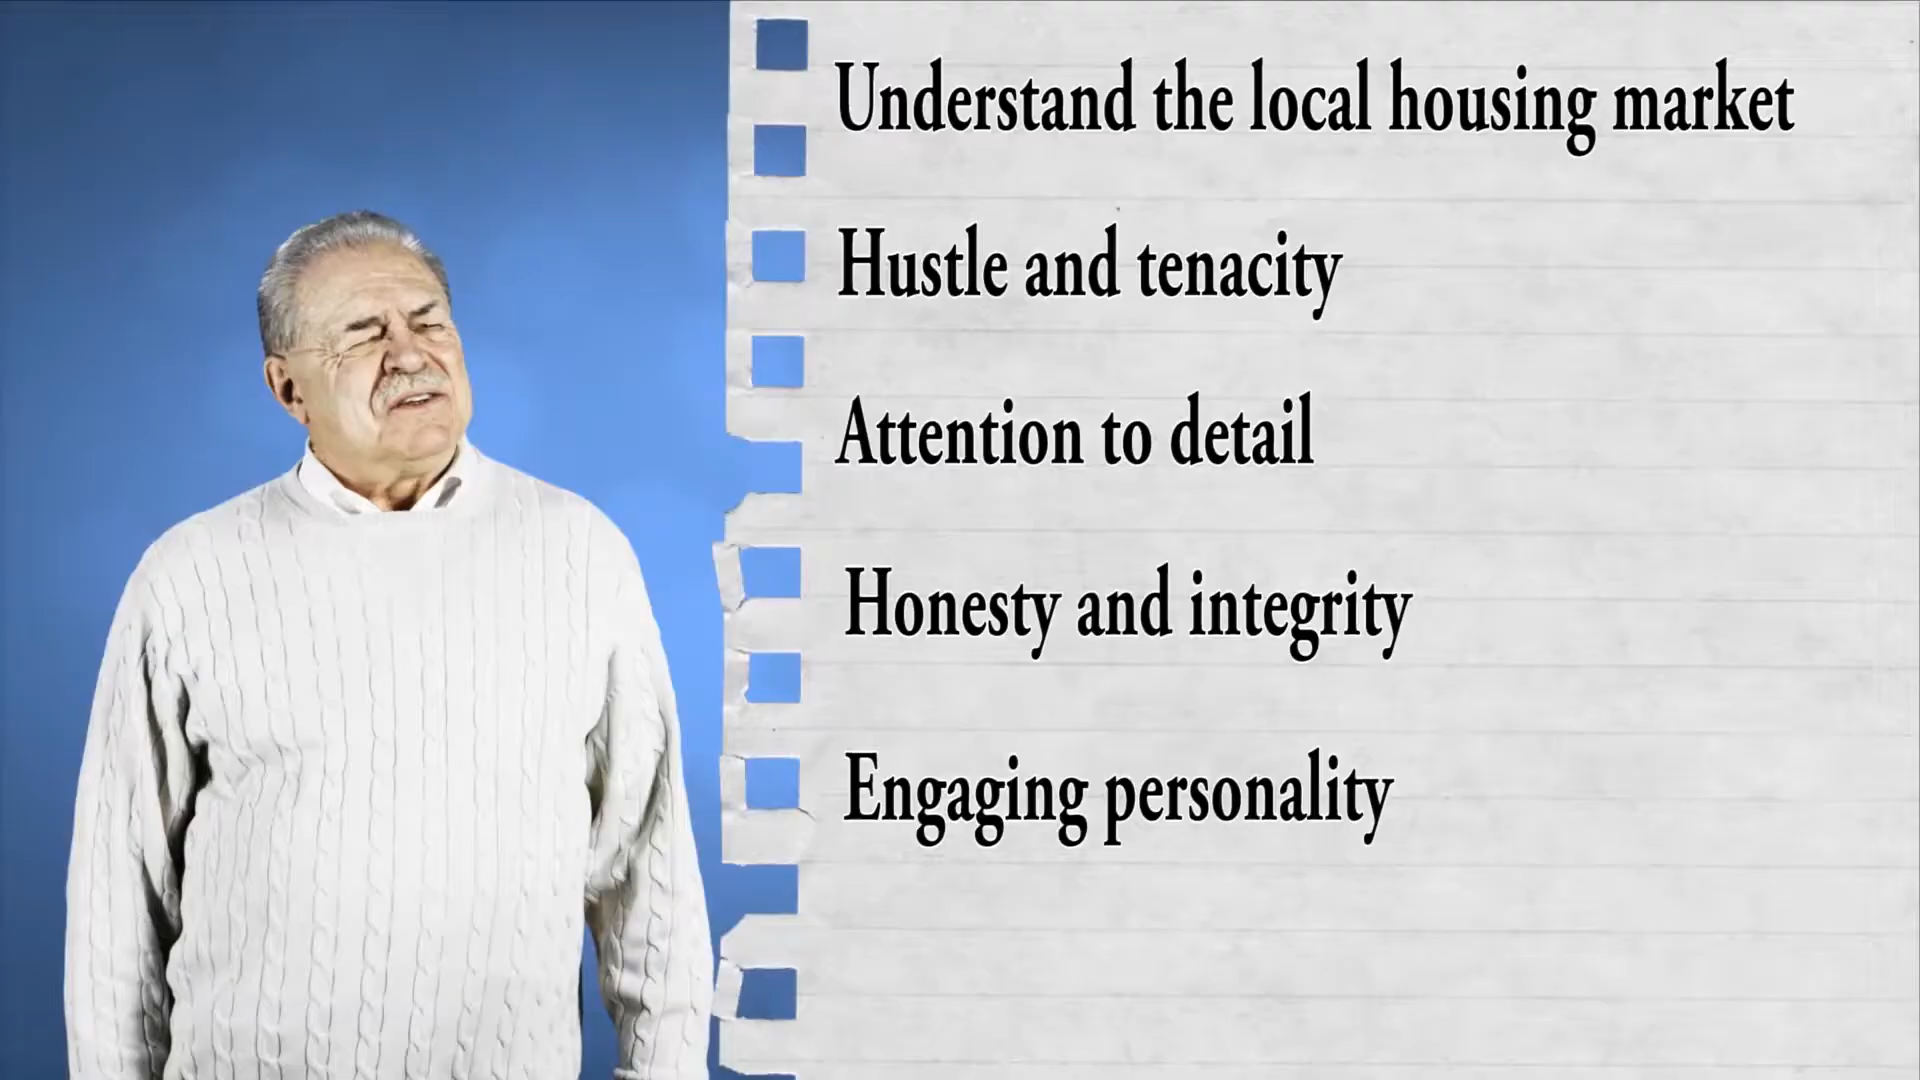 Understand the local housing market
Hustle and tenacity
Attention to detail
Honesty and integrity
Engaging personality